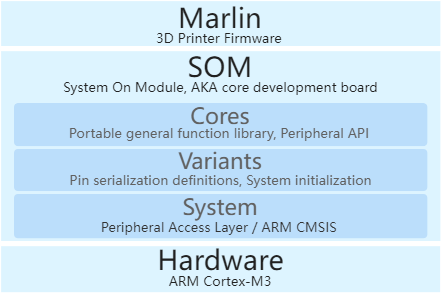 Marlin
3D Printer Firmware
SOM
System On Module, AKA core development board
Cores
Portable general function library, Peripheral API
Variants
Pin serialization definitions, System initialization
System
Peripheral Access Layer / ARM CMSIS
Hardware
ARM Cortex-M3